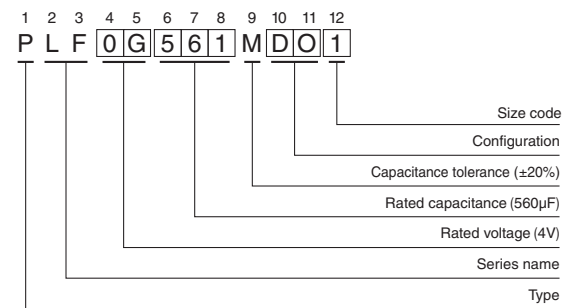 1 2 3 4 5 6 7 8 9 10 11 12
P L F 0 G 5 6 1 M D O 1
Size code
Configuration
Capacitance tolerance (±20%)
Rated capacitance (560µF)
Rated voltage (4V)
Series name
Type